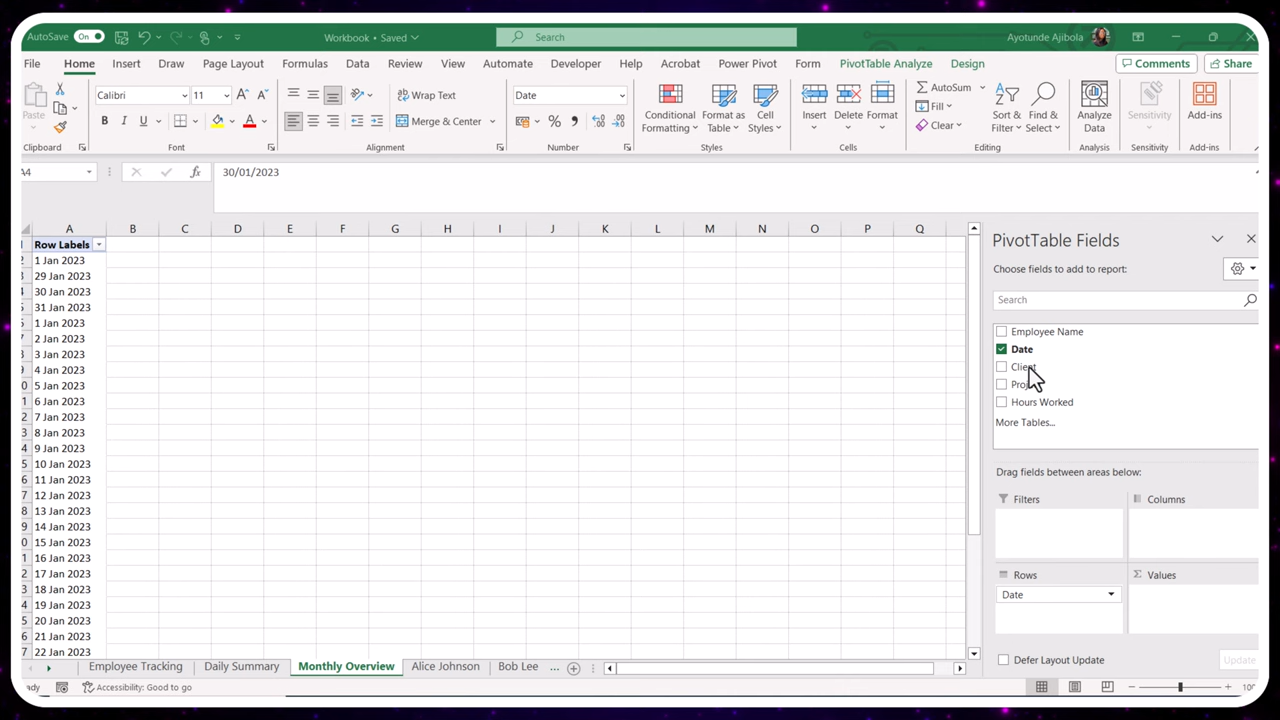 AutoSave On Workbook • Saved Search Ayotunde Ajibola
File Home Insert Draw Page Layout Formulas Data Review View Automate Developer Help Acrobat Power Pivot Form PivotTable Analyze Design Comments Share
Paste Calibri 11 A A Wrap Text Date Conditional Formatting Format as Table Cell Styles Insert Delete Format AutoSum Sort & Filter Find & Select Analyze Data Sensitivity Add-ins
B I U A Merge & Center % Fill
Clear
Clipboard Font Alignment Number Styles Cells Editing Analysis Sensitivity Add-ins
A4 fx 30/01/2023
A B C D E F G H I J K L M N O P Q
Row Labels
1 Jan 2023
29 Jan 2023
30 Jan 2023
31 Jan 2023
1 Jan 2023
2 Jan 2023
3 Jan 2023
4 Jan 2023
5 Jan 2023
6 Jan 2023
7 Jan 2023
8 Jan 2023
9 Jan 2023
10 Jan 2023
11 Jan 2023
12 Jan 2023
13 Jan 2023
14 Jan 2023
15 Jan 2023
16 Jan 2023
17 Jan 2023
18 Jan 2023
19 Jan 2023
20 Jan 2023
21 Jan 2023
22 Jan 2023
PivotTable Fields
Choose fields to add to report:
Search
Employee Name
Date
Client
Hours Worked
More Tables...
Drag fields between areas below:
Filters Columns
Rows Values
Date
Defer Layout Update Update
Employee Tracking Daily Summary Monthly Overview Alice Johnson Bob Lee ...
Accessibility: Good to go